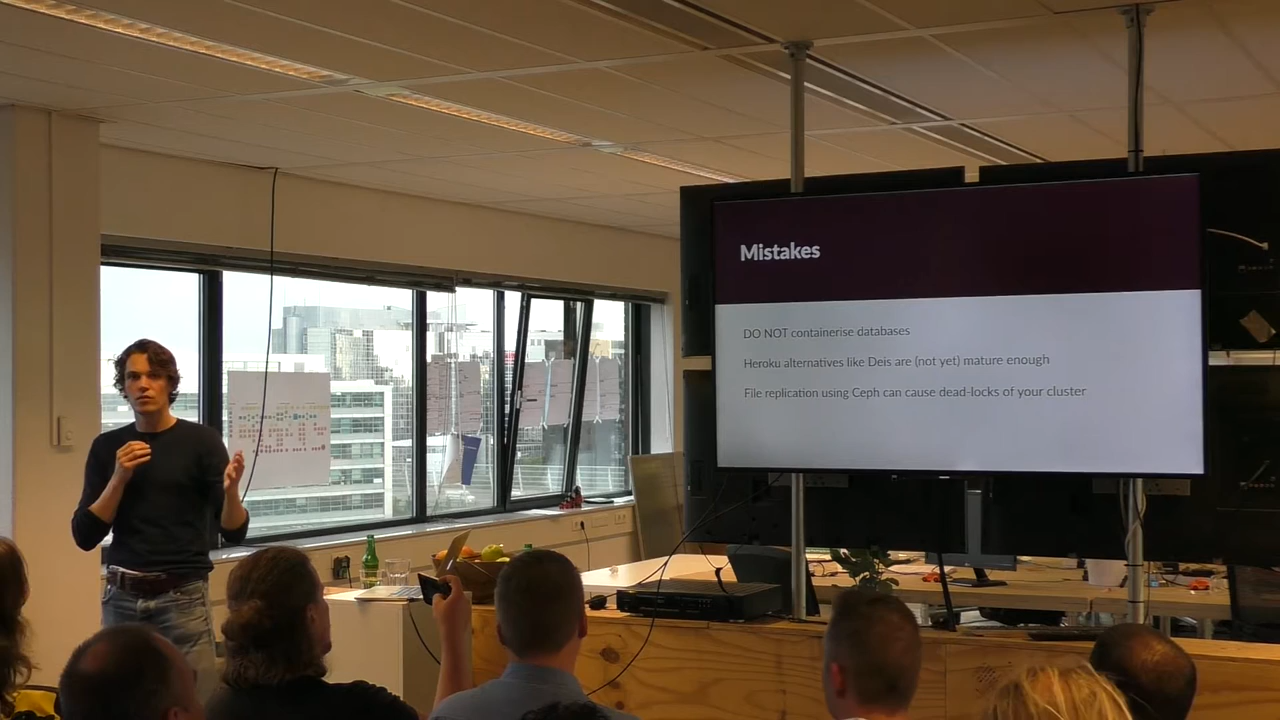 Mistakes
DO NOT containerise databases
Heroku alternatives like Deis are (not yet) mature enough
File replication using Ceph can cause dead-locks of your cluster